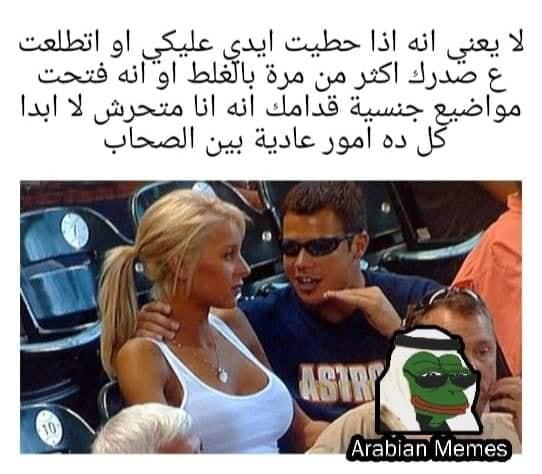 لا يعني انه اذا حطيت ايدي عليكي او اتطلعت
ع صدرك اكثر من مرة بالغلط او انه فتحت
مواضيع جنسية قدامك انه انا متحرش لا ابدا
كل ده امور عادية بين الصحاب
ASTR
10
Arabian Memes